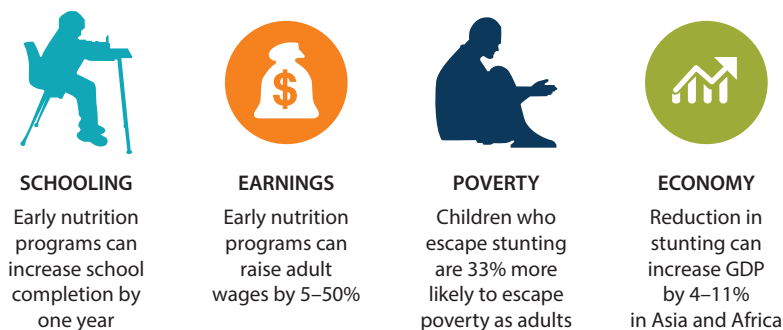 $
SCHOOLING
Early nutrition
programs can
increase school
completion by
one year
EARNINGS
Early nutrition
programs can
raise adult
wages by 5–50%
POVERTY
Children who
escape stunting
are 33% more
likely to escape
poverty as adults
ECONOMY
Reduction in
stunting can
increase GDP
by 4–11%
in Asia and Africa